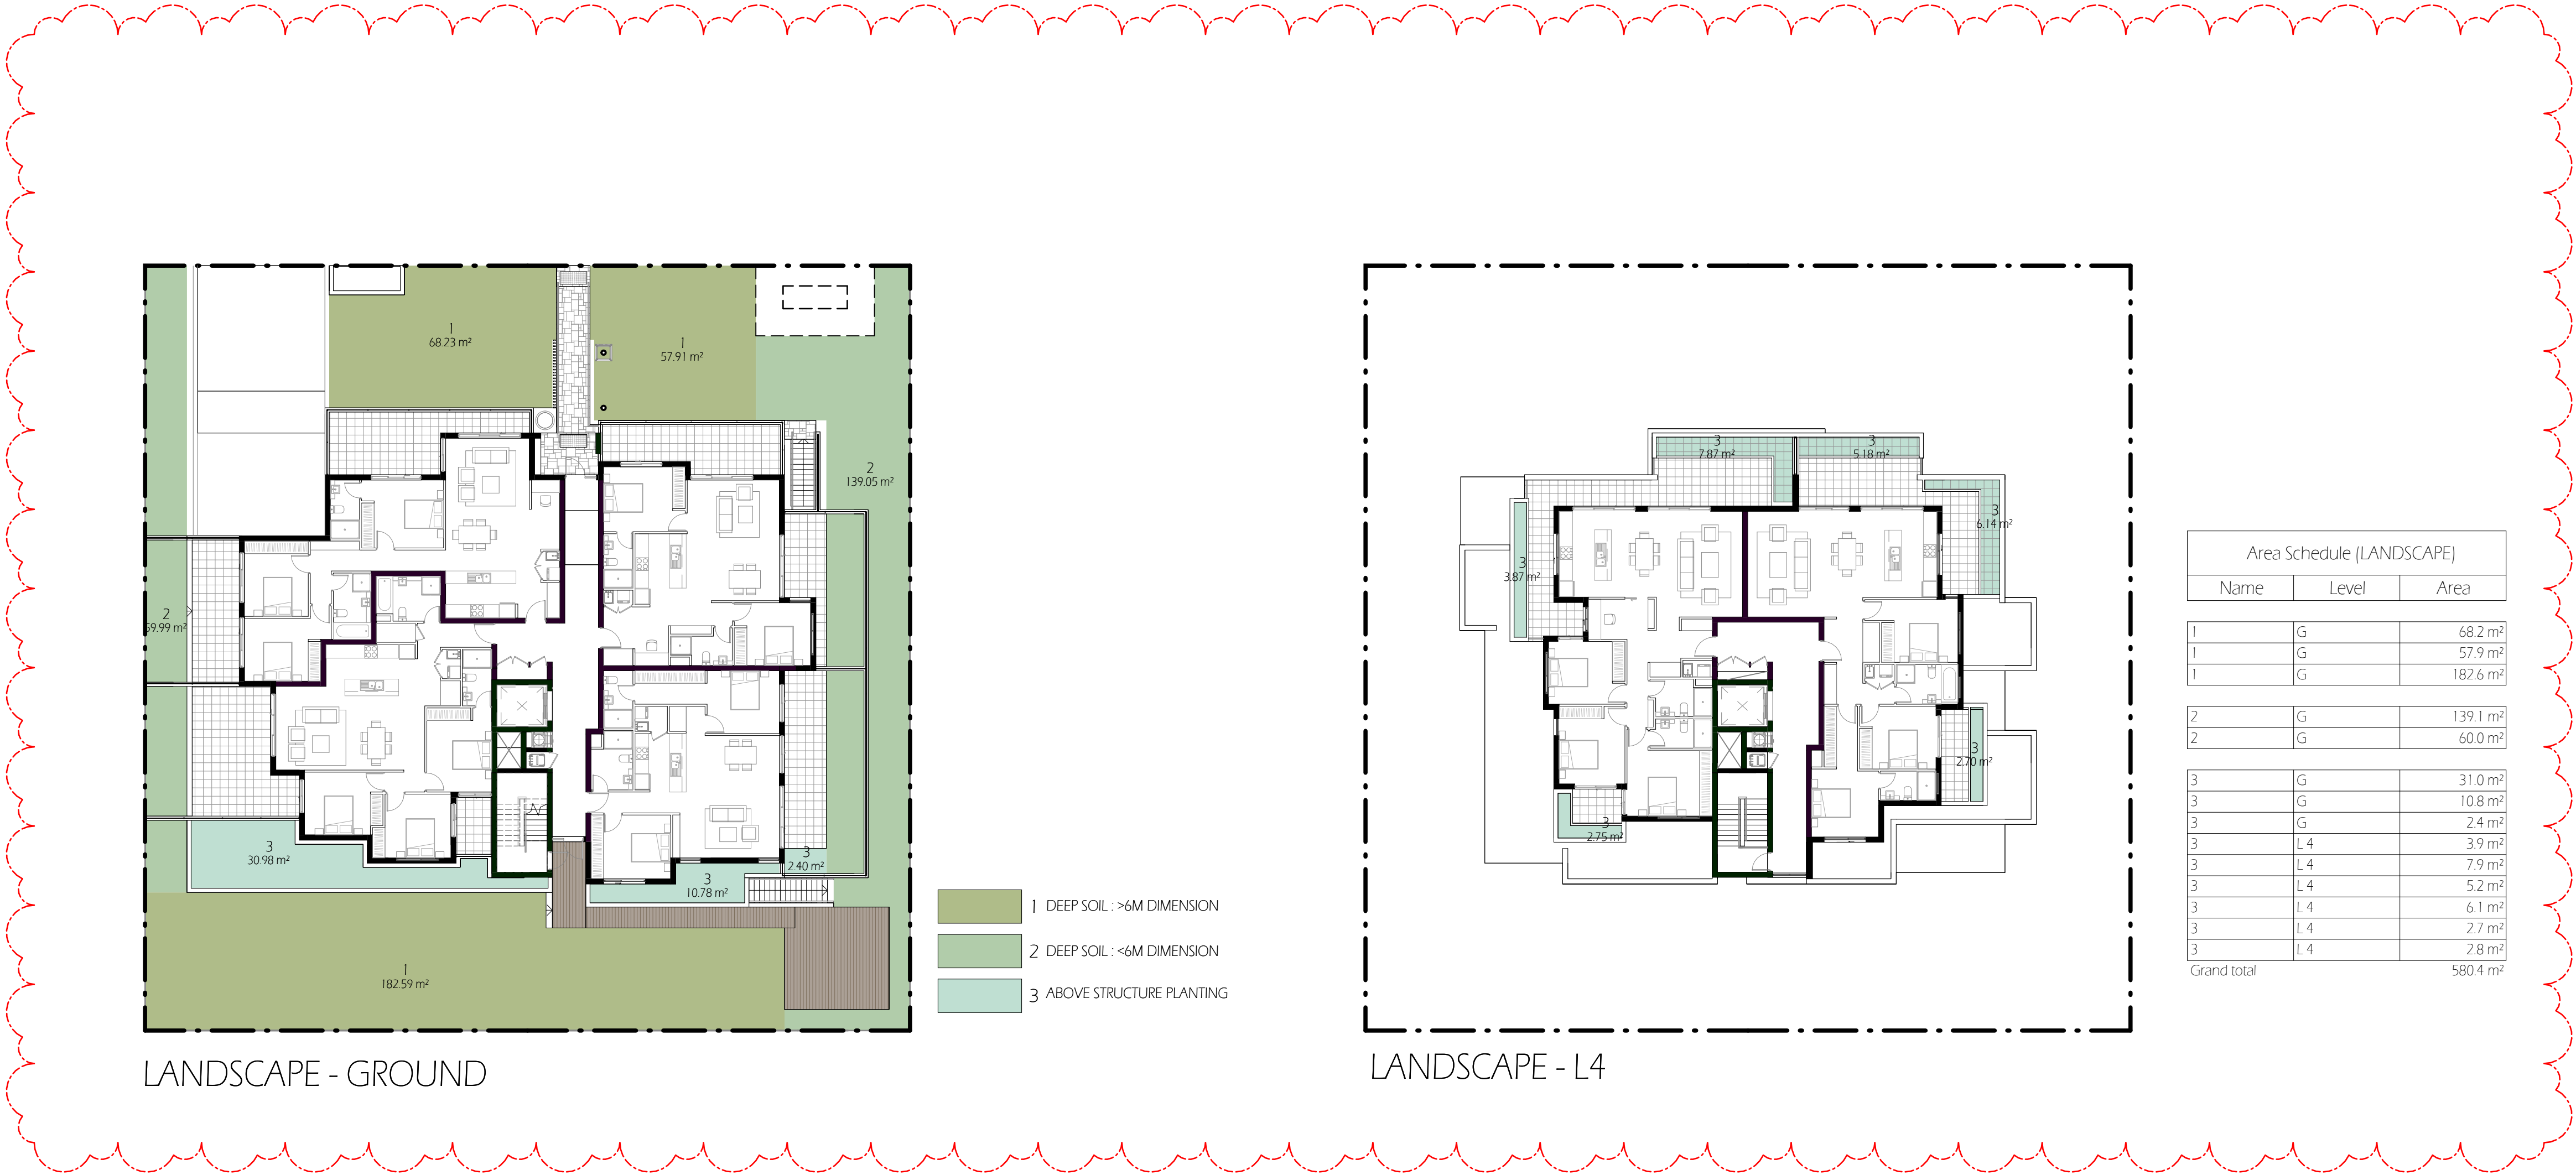 1
68.23 m²
1
57.91 m²
2
139.05 m²
2
59.99 m²
3
30.98 m²
3
2.40 m²
3
10.78 m²
1
182.59 m²
1 DEEP SOIL : >6M DIMENSION
2 DEEP SOIL : <6M DIMENSION
3 ABOVE STRUCTURE PLANTING
LANDSCAPE - GROUND
3
7.87 m²
3
5.18 m²
3
6.14 m²
3
3.87 m²
3
2.70 m²
3
2.75 m²
LANDSCAPE - L4
Area Schedule (LANDSCAPE)
Name Level Area
1 G 68.2 m²
1 G 57.9 m²
1 G 182.6 m²
2 G 139.1 m²
2 G 60.0 m²
3 G 31.0 m²
3 G 10.8 m²
3 G 2.4 m²
3 L 4 3.9 m²
3 L 4 7.9 m²
3 L 4 5.2 m²
3 L 4 6.1 m²
3 L 4 2.7 m²
3 L 4 2.8 m²
Grand total 580.4 m²